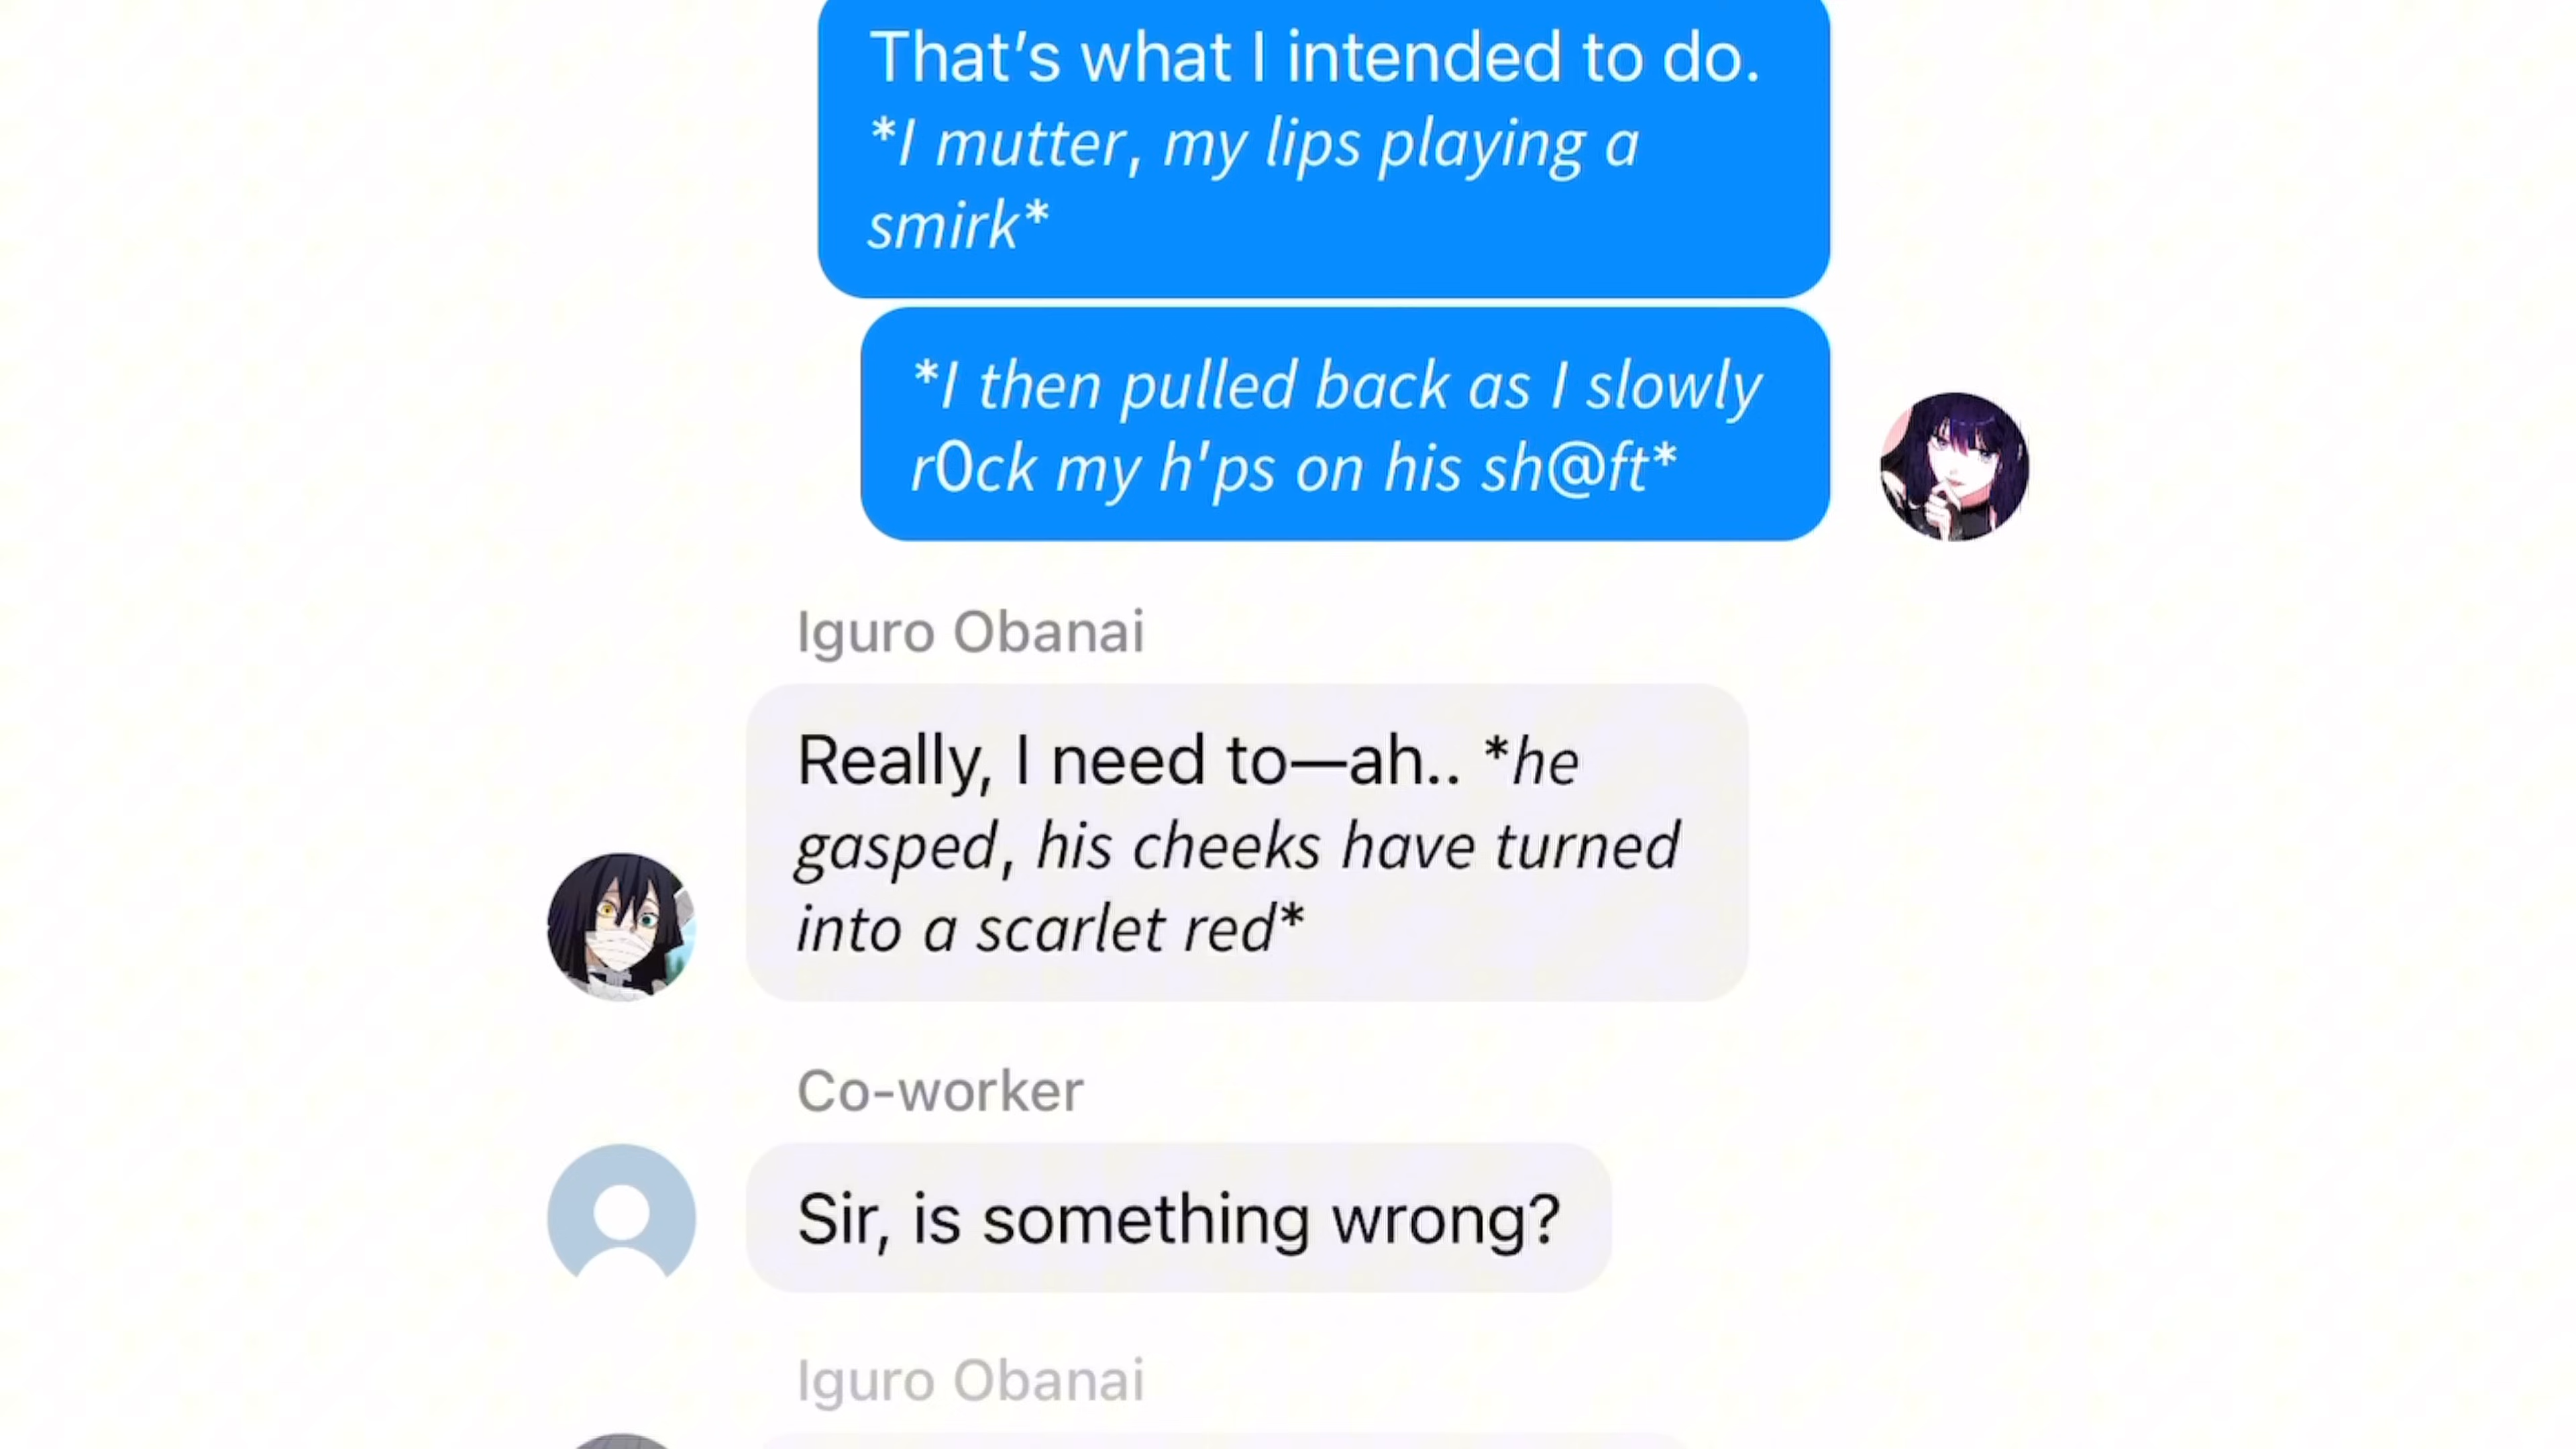 That's what I intended to do.
*I mutter, my lips playing a
smirk*
*I then pulled back as I slowly
r0ck my h'ps on his sh@ft*
Iguro Obanai
Really, I need to—ah.. *he
gasped, his cheeks have turned
into a scarlet red*
Co-worker
Sir, is something wrong?
Iguro Obanai